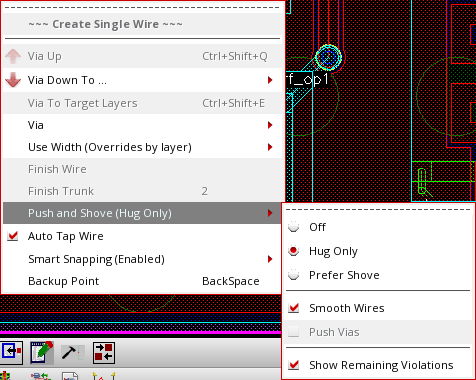 ~~~ Create Single Wire ~~~
Via Up Ctrl+Shift+Q
Via Down To ...
Via To Target Layers Ctrl+Shift+E
Via
Use Width (Overrides by layer)
Finish Wire
Finish Trunk 2
Push and Shove (Hug Only)
Auto Tap Wire
Smart Snapping (Enabled)
Backup Point BackSpace
Off
Hug Only
Prefer Shove
Smooth Wires
Push Vias
Show Remaining Violations